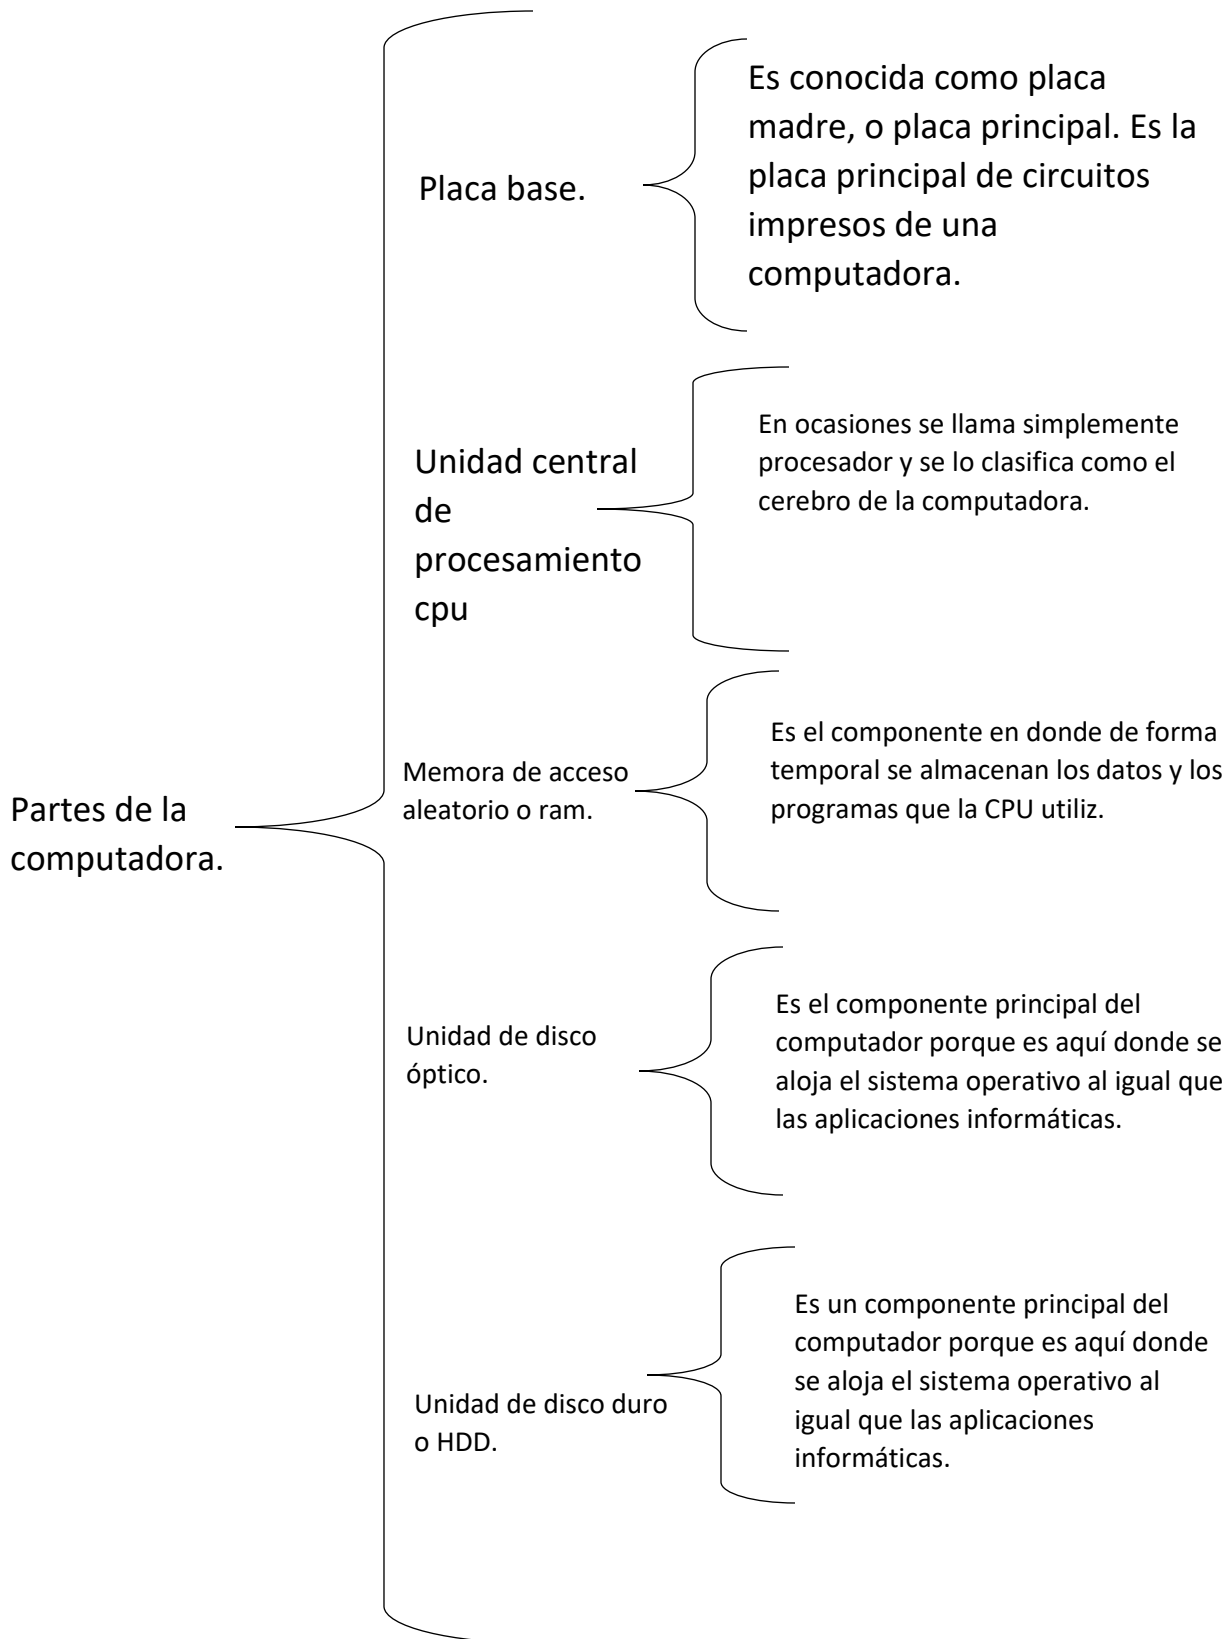 Partes de la
computadora.
Placa base.
Es conocida como placa
madre, o placa principal. Es la
placa principal de circuitos
impresos de una
computadora.
Unidad central
de
procesamiento
cpu
En ocasiones se llama simplemente
procesador y se lo clasifica como el
cerebro de la computadora.
Memora de acceso
aleatorio o ram.
Es el componente en donde de forma
temporal se almacenan los datos y los
programas que la CPU utiliz.
Unidad de disco
óptico.
Es el componente principal del
computador porque es aquí donde se
aloja el sistema operativo al igual que
las aplicaciones informáticas.
Unidad de disco duro
o HDD.
Es un componente principal del
computador porque es aquí donde
se aloja el sistema operativo al
igual que las aplicaciones
informáticas.